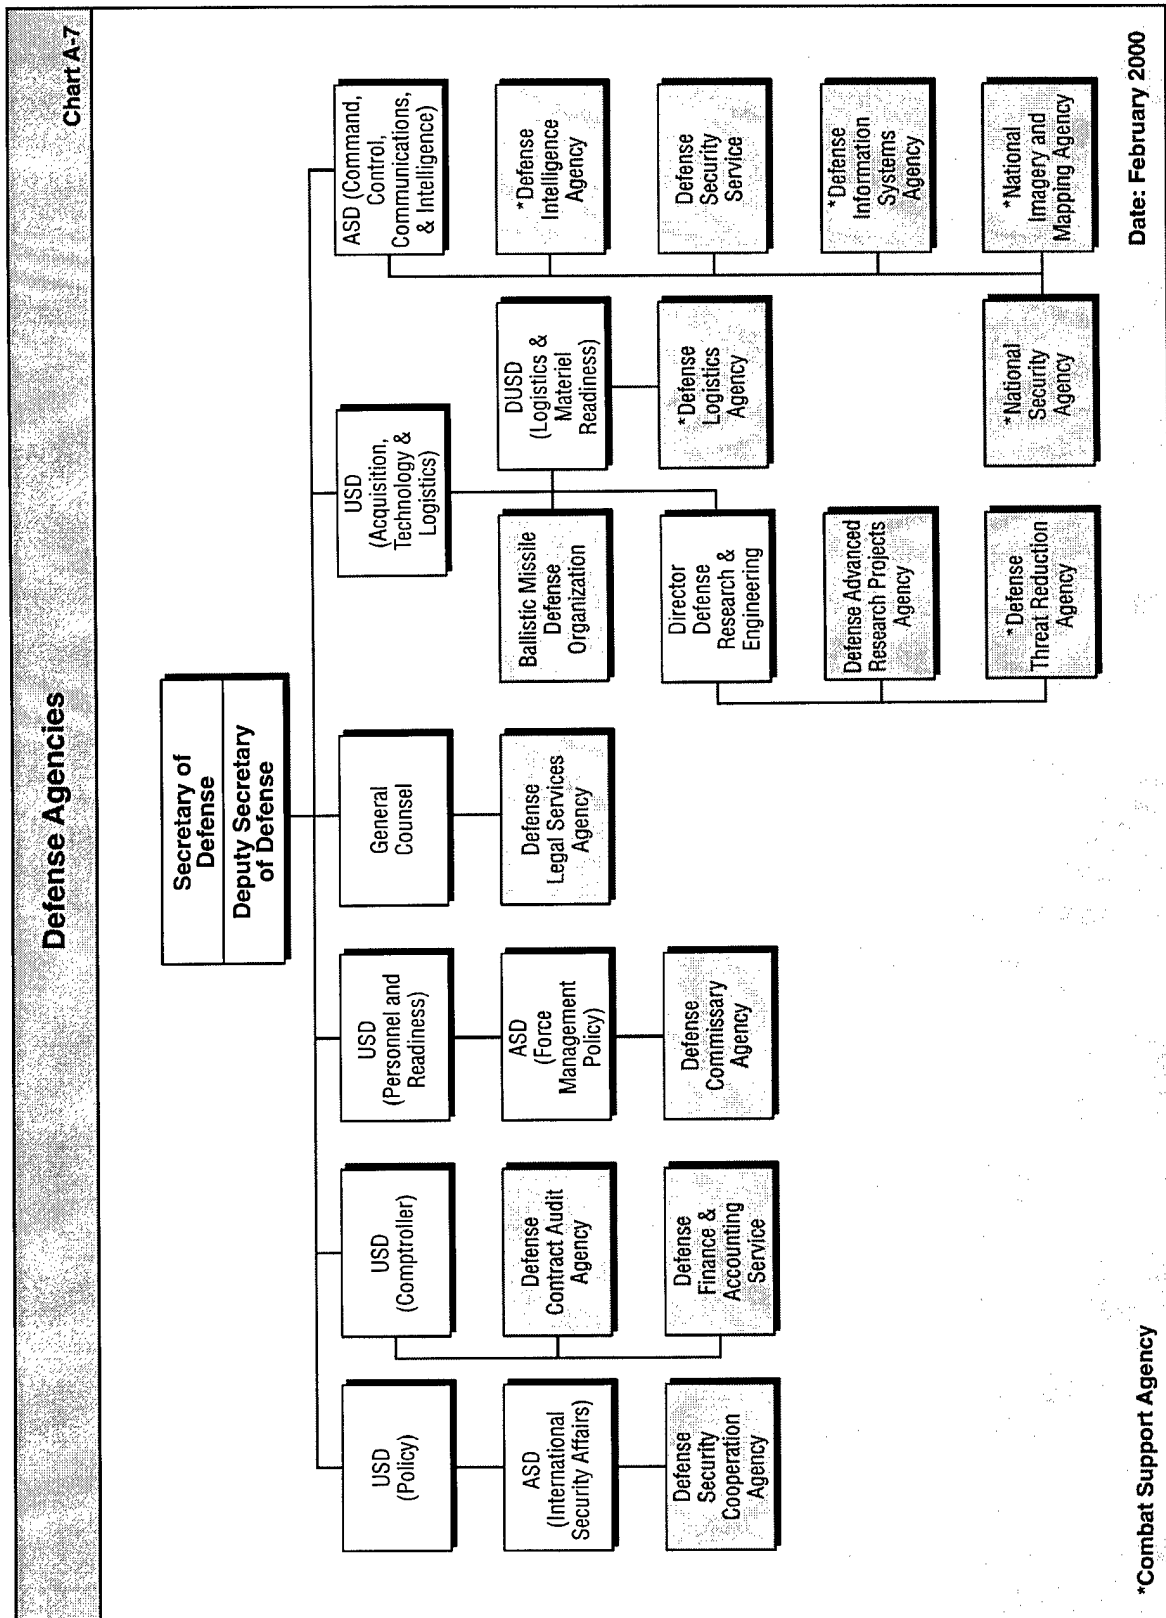 Defense Agencies
Chart A-7
Secretary of
Defense
Deputy Secretary
of Defense
USD
(Policy)
ASD
(International
Security Affairs)
Defense
Security
Cooperation
Agency
USD
(Comptroller)
Defense
Contract Audit
Agency
Defense
Finance &
Accounting
Service
USD
(Personnel and
Readiness)
ASD
(Force
Management
Policy)
Defense
Commissary
Agency
General
Counsel
Defense
Legal Services
Agency
USD
(Acquisition,
Technology &
Logistics)
Ballistic Missile
Defense
Organization
DUSD
(Logistics &
Materiel
Readiness)
*Defense
Logistics
Agency
Director
Defense
Research &
Engineering
Defense Advanced
Research Projects
Agency
*Defense
Threat Reduction
Agency
ASD (Command,
Control,
Communications,
& Intelligence)
*Defense
Intelligence
Agency
Defense
Security
Service
*Defense
Information
Systems
Agency
*National
Security
Agency
*National
Imagery and
Mapping Agency
*Combat Support Agency
Date: February 2000